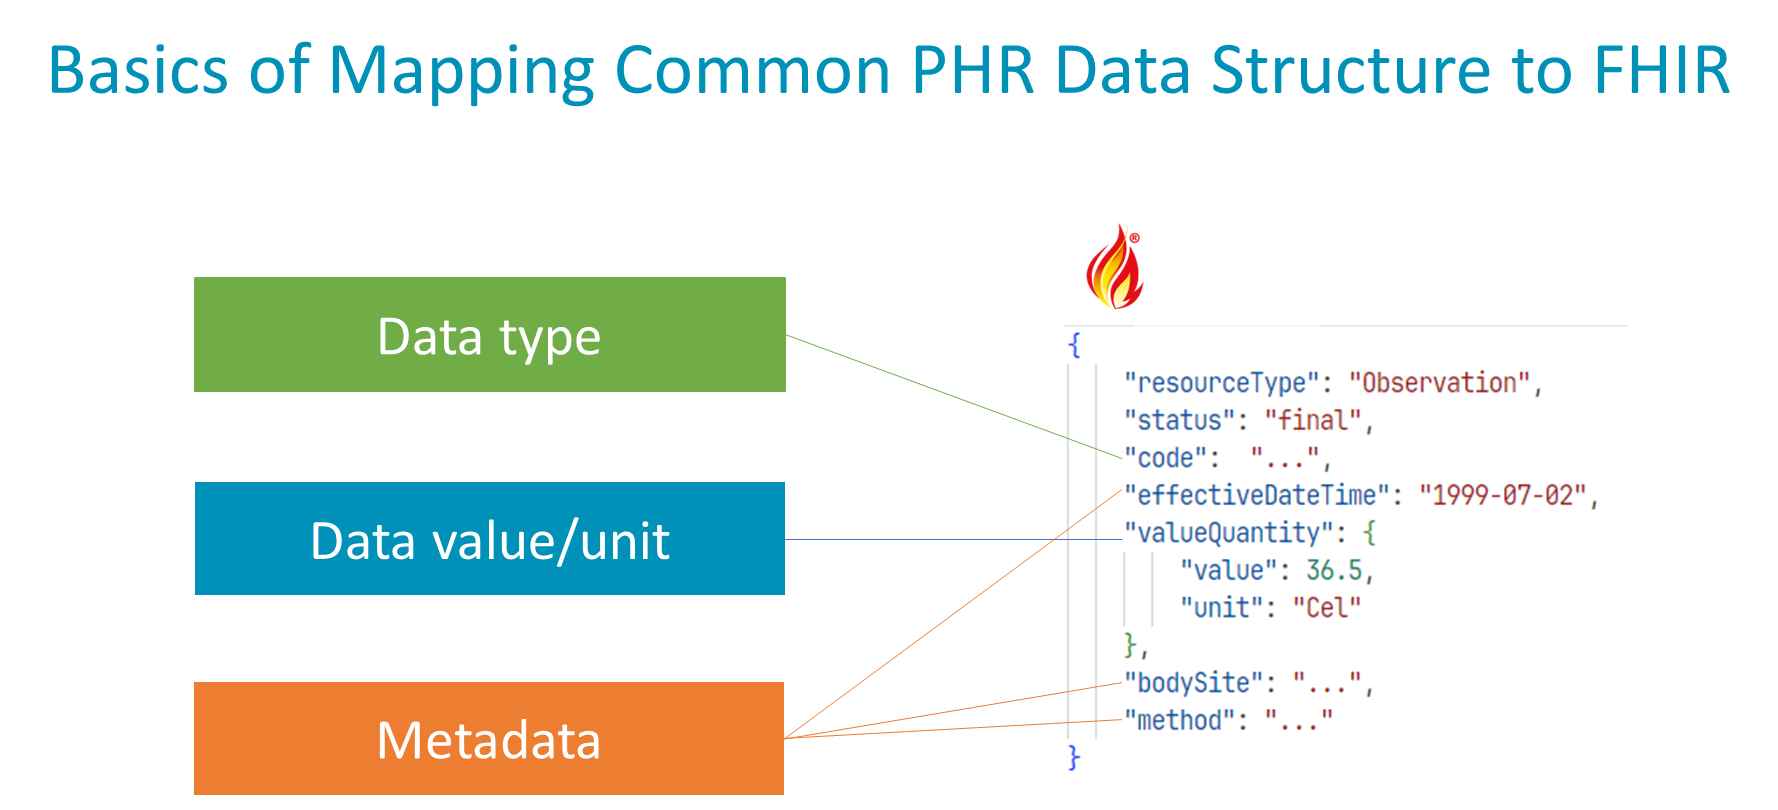 Basics of Mapping Common PHR Data Structure to FHIR
®
Data type
Data value/unit
Metadata
{
"resourceType": "Observation",
"status": "final",
"code": "...",
"effectiveDateTime": "1999-07-02",
"valueQuantity": {
"value": 36.5,
"unit": "Cel"
},
"bodySite": "...",
"method": "..."
}